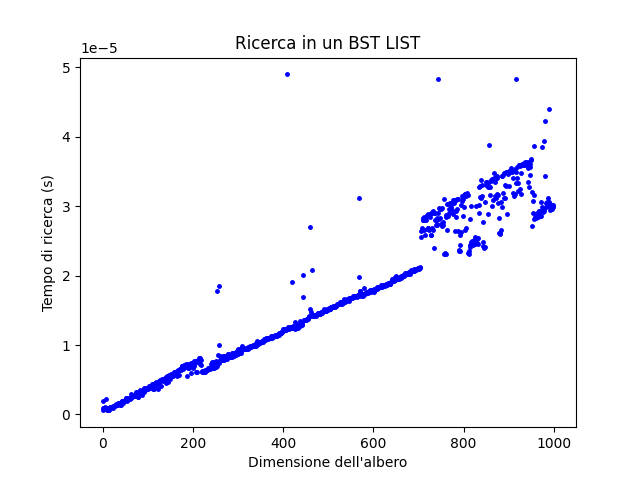 Ricerca in un BST LIST
1e−5
5
4
3
2
1
0
Tempo di ricerca (s)
0 200 400 600 800 1000
Dimensione dell'albero